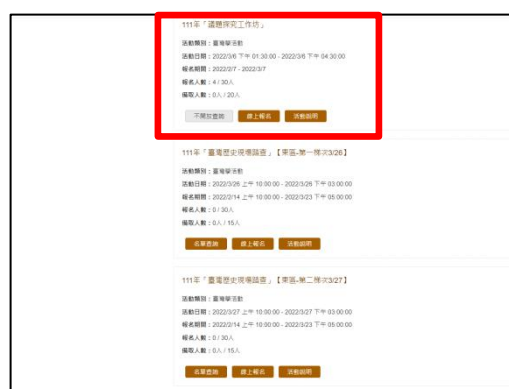 111年「議題探究工作坊」
活動類別：臺灣學活動
活動日期：2022/3/6 下午 01:30:00 - 2022/3/6 下午 04:30:00
報名期間：2022/2/7 - 2022/3/7
報名人數：4 / 30人
備取人數：0人 / 20人
不開放查詢 線上報名 活動說明
111年「臺灣歷史現場踏查」【東區-第一梯次3/26】
活動類別：臺灣學活動
活動日期：2022/3/26 上午 10:00:00 - 2022/3/26 下午 03:00:00
報名期間：2022/2/14 上午 10:00:00 - 2022/3/23 下午 05:00:00
報名人數：0 / 30人
備取人數：0人 / 15人
名單查詢 線上報名 活動說明
111年「臺灣歷史現場踏查」【東區-第二梯次3/27】
活動類別：臺灣學活動
活動日期：2022/3/27 上午 10:00:00 - 2022/3/27 下午 03:00:00
報名期間：2022/2/14 上午 10:00:00 - 2022/3/23 下午 05:00:00
報名人數：0 / 30人
備取人數：0人 / 15人
名單查詢 線上報名 活動說明